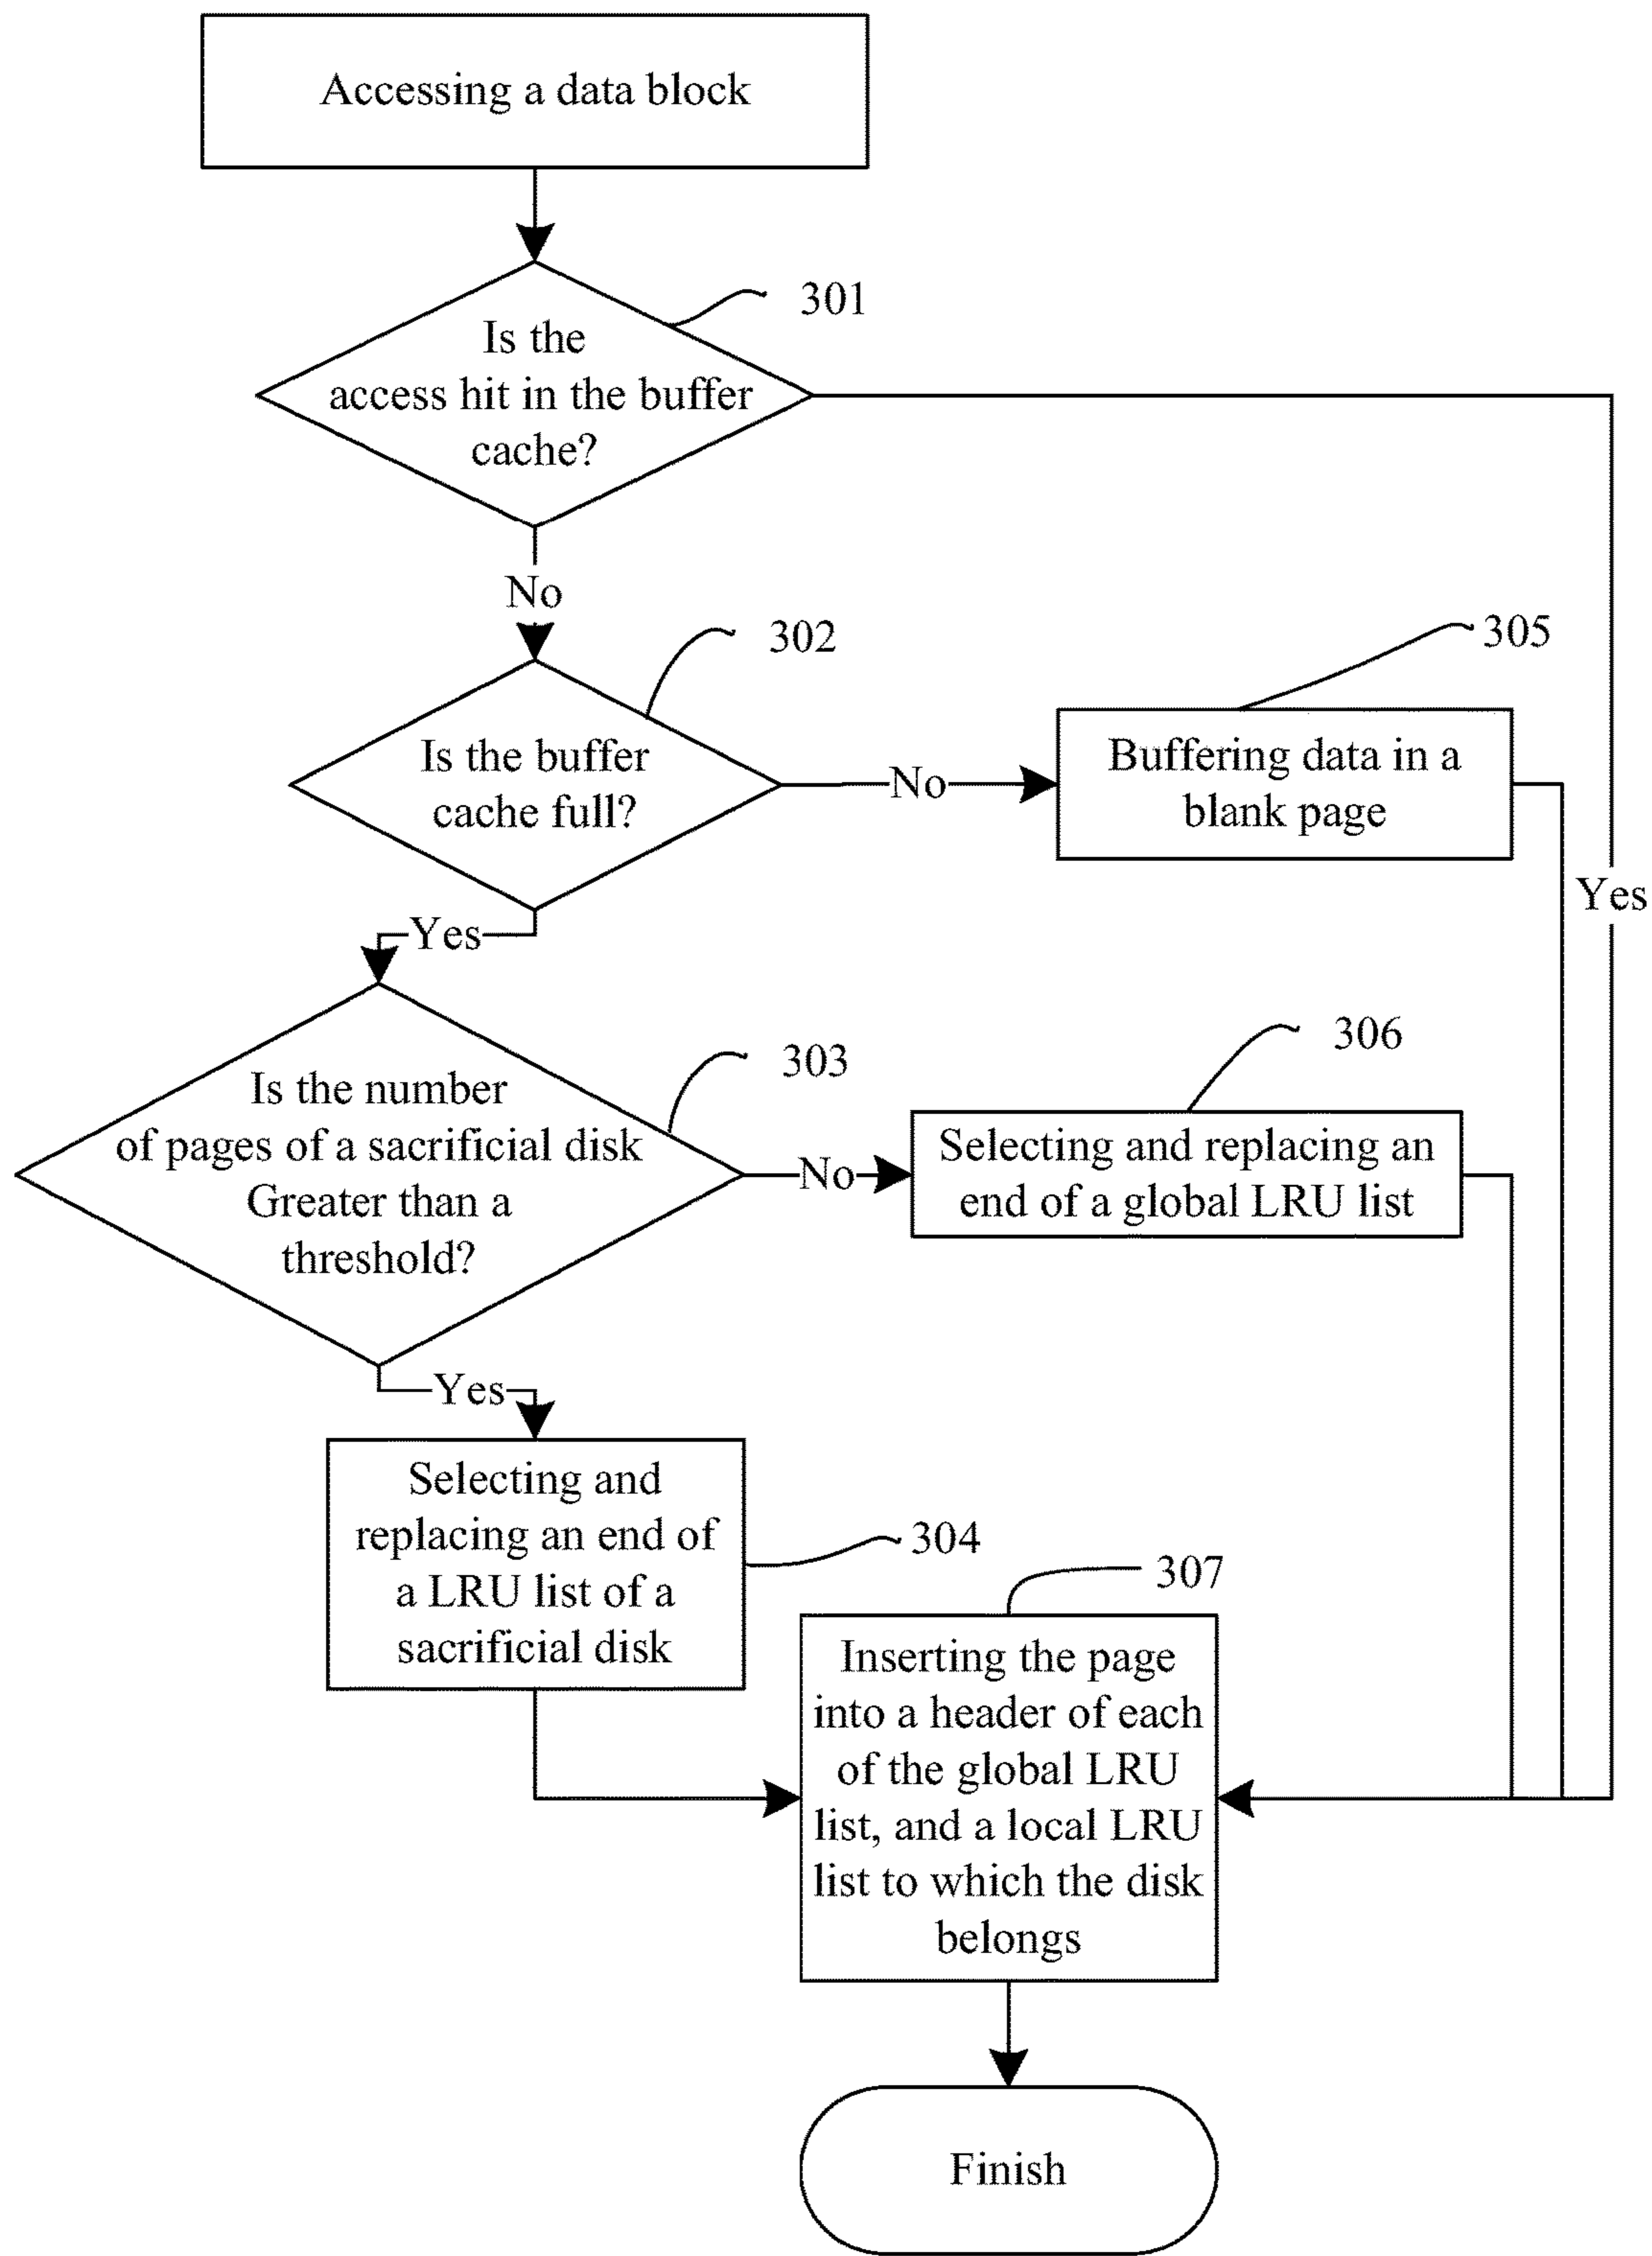 Accessing a data block
301
Is the
access hit in the buffer
cache?
No
302
305
Is the buffer
cache full?
No
Buffering data in a
blank page
Yes
Yes
303
306
Is the number
of pages of a sacrificial disk
Greater than a
threshold?
No
Selecting and replacing an
end of a global LRU list
Yes
Selecting and
replacing an end of
a LRU list of a
sacrificial disk
304
307
Inserting the page
into a header of each
of the global LRU
list, and a local LRU
list to which the disk
belongs
Finish